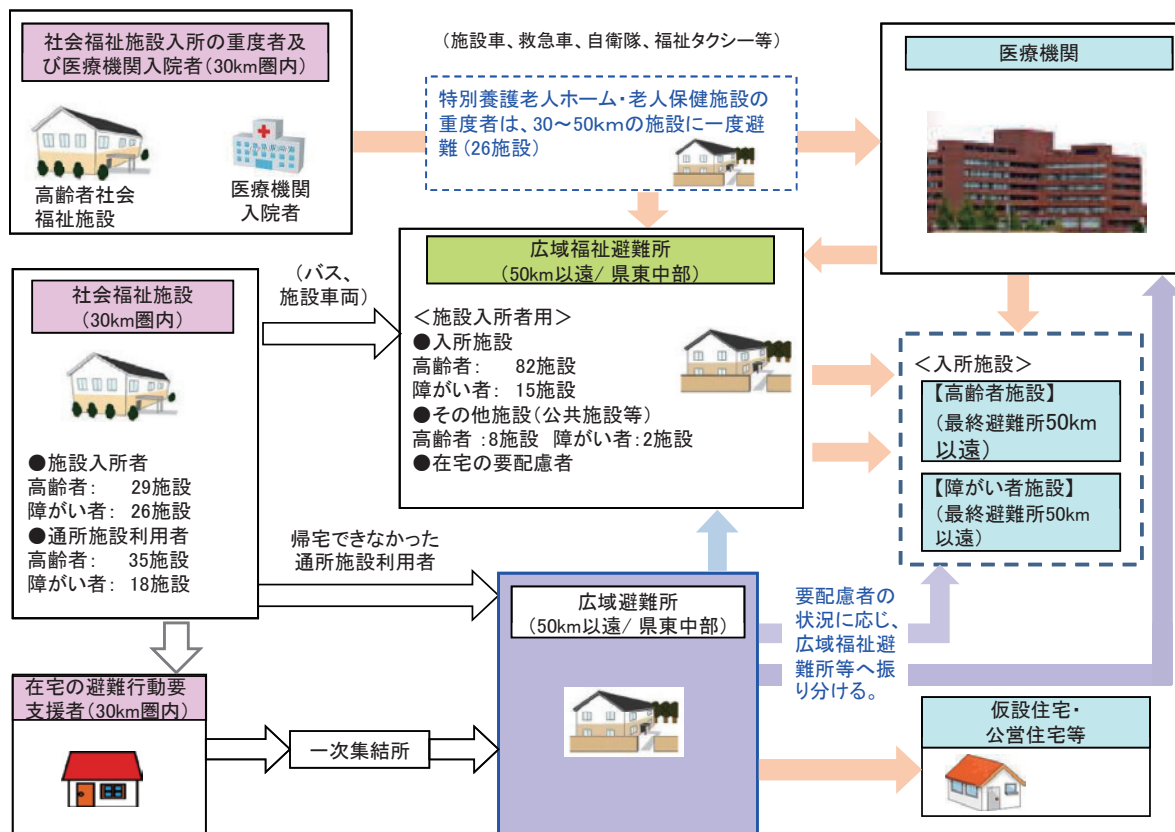 社会福祉施設入所の重度者及
び医療機関入院者(30km圏内)
高齢者社会
福祉施設
医療機関
入院者
(施設車、救急車、自衛隊、福祉タクシー等)
特別養護老人ホーム・老人保健施設の
重度者は、30～50kmの施設に一度避
難(26施設)
医療機関
社会福祉施設
(30km圏内)
●施設入所者
高齢者: 29施設
障がい者: 26施設
●通所施設利用者
高齢者: 35施設
障がい者: 18施設
(バス、
施設車両)
広域福祉避難所
(50km以遠/ 県東中部)
＜施設入所者用＞
●入所施設
高齢者: 82施設
障がい者: 15施設
●その他施設(公共施設等)
高齢者 :8施設 障がい者:2施設
●在宅の要配慮者
＜入所施設＞
【高齢者施設】
(最終避難所50km
以遠)
【障がい者施設】
(最終避難所50km
以遠)
帰宅できなかった
通所施設利用者
広域避難所
(50km以遠/ 県東中部)
要配慮者の
状況に応じ、
広域福祉避
難所等へ振
り分ける。
在宅の避難行動要
支援者(30km圏内)
一次集結所
仮設住宅・
公営住宅等